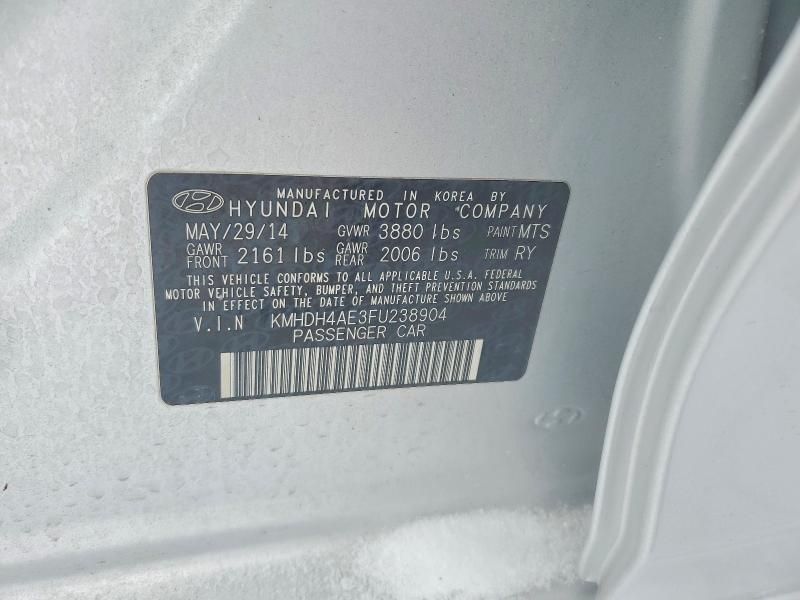 MANUFACTURED IN KOREA BY
HYUNDAI MOTOR COMPANY
MAY/29/14 GVWR 3880 lbs PAINT MTS
GAWR FRONT 2161 lbs GAWR REAR 2006 lbs TRIM RY
THIS VEHICLE CONFORMS TO ALL APPLICABLE U.S.A. FEDERAL
MOTOR VEHICLE SAFETY, BUMPER, AND THEFT PREVENTION STANDARDS
IN EFFECT ON THE DATE OF MANUFACTURE SHOWN ABOVE
V.I.N KMHDH4AE3FU238904
PASSENGER CAR